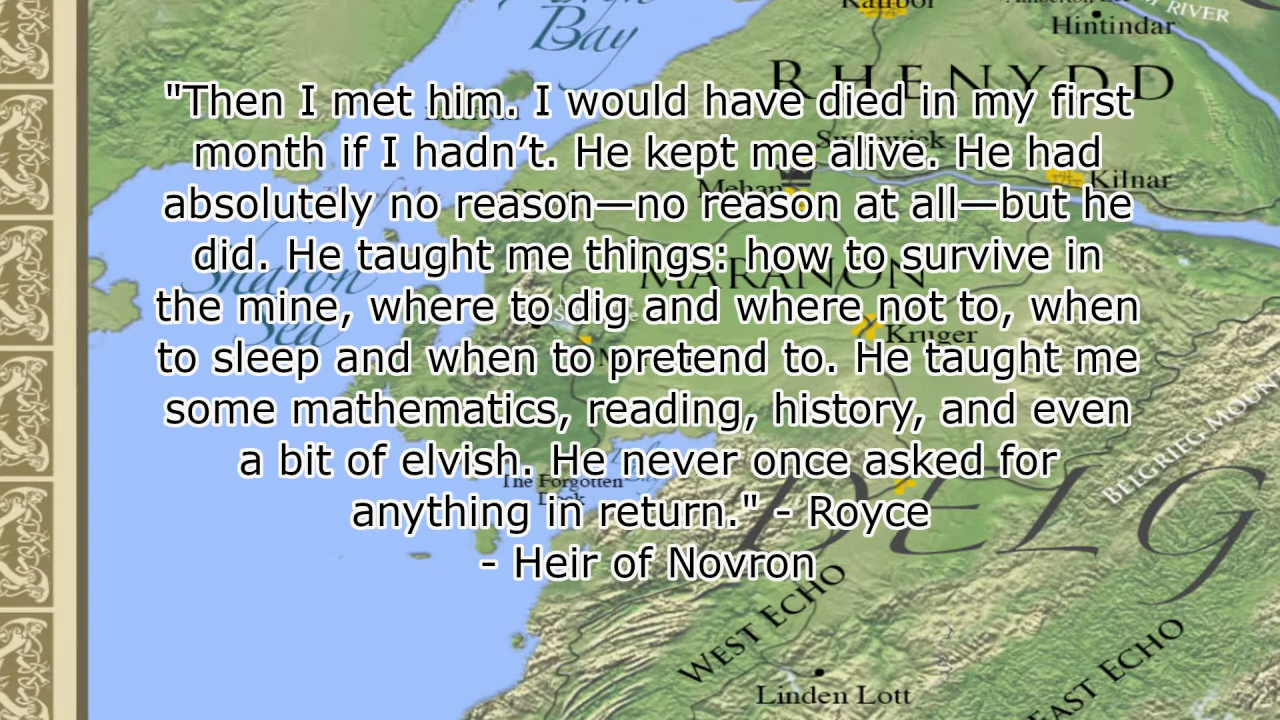 Bay
Hintindar
RIVER
RHENYDD
"Then I met him. I would have died in my first
month if I hadn’t. He kept me alive. He had
absolutely no reason—no reason at all—but he
did. He taught me things: how to survive in
the mine, where to dig and where not to, when
to sleep and when to pretend to. He taught me
some mathematics, reading, history, and even
a bit of elvish. He never once asked for
anything in return." - Royce
- Heir of Novron
Mehan
Kilnar
Sharon
Sea
MARANON
Kruger
BELGRIEG MOUN
The Forgotten
DELG
WEST ECHO
EAST ECHO
Linden Lott